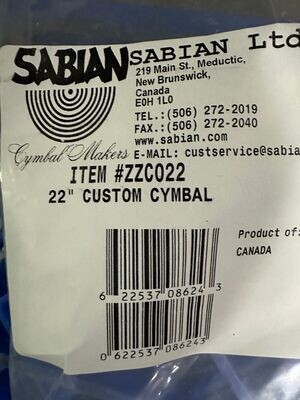 SABIAN
Cymbal Makers
SABIAN Ltd
219 Main St., Meductic,
New Brunswick,
Canada
E0H 1L0
TEL.:(506) 272-2019
FAX.:(506) 272-2040
www.sabian.com
E-MAIL: custservice@sabia
ITEM #ZZC022
22" CUSTOM CYMBAL
Product of:
CANADA
6 22537 08624 3
0 622537 086243